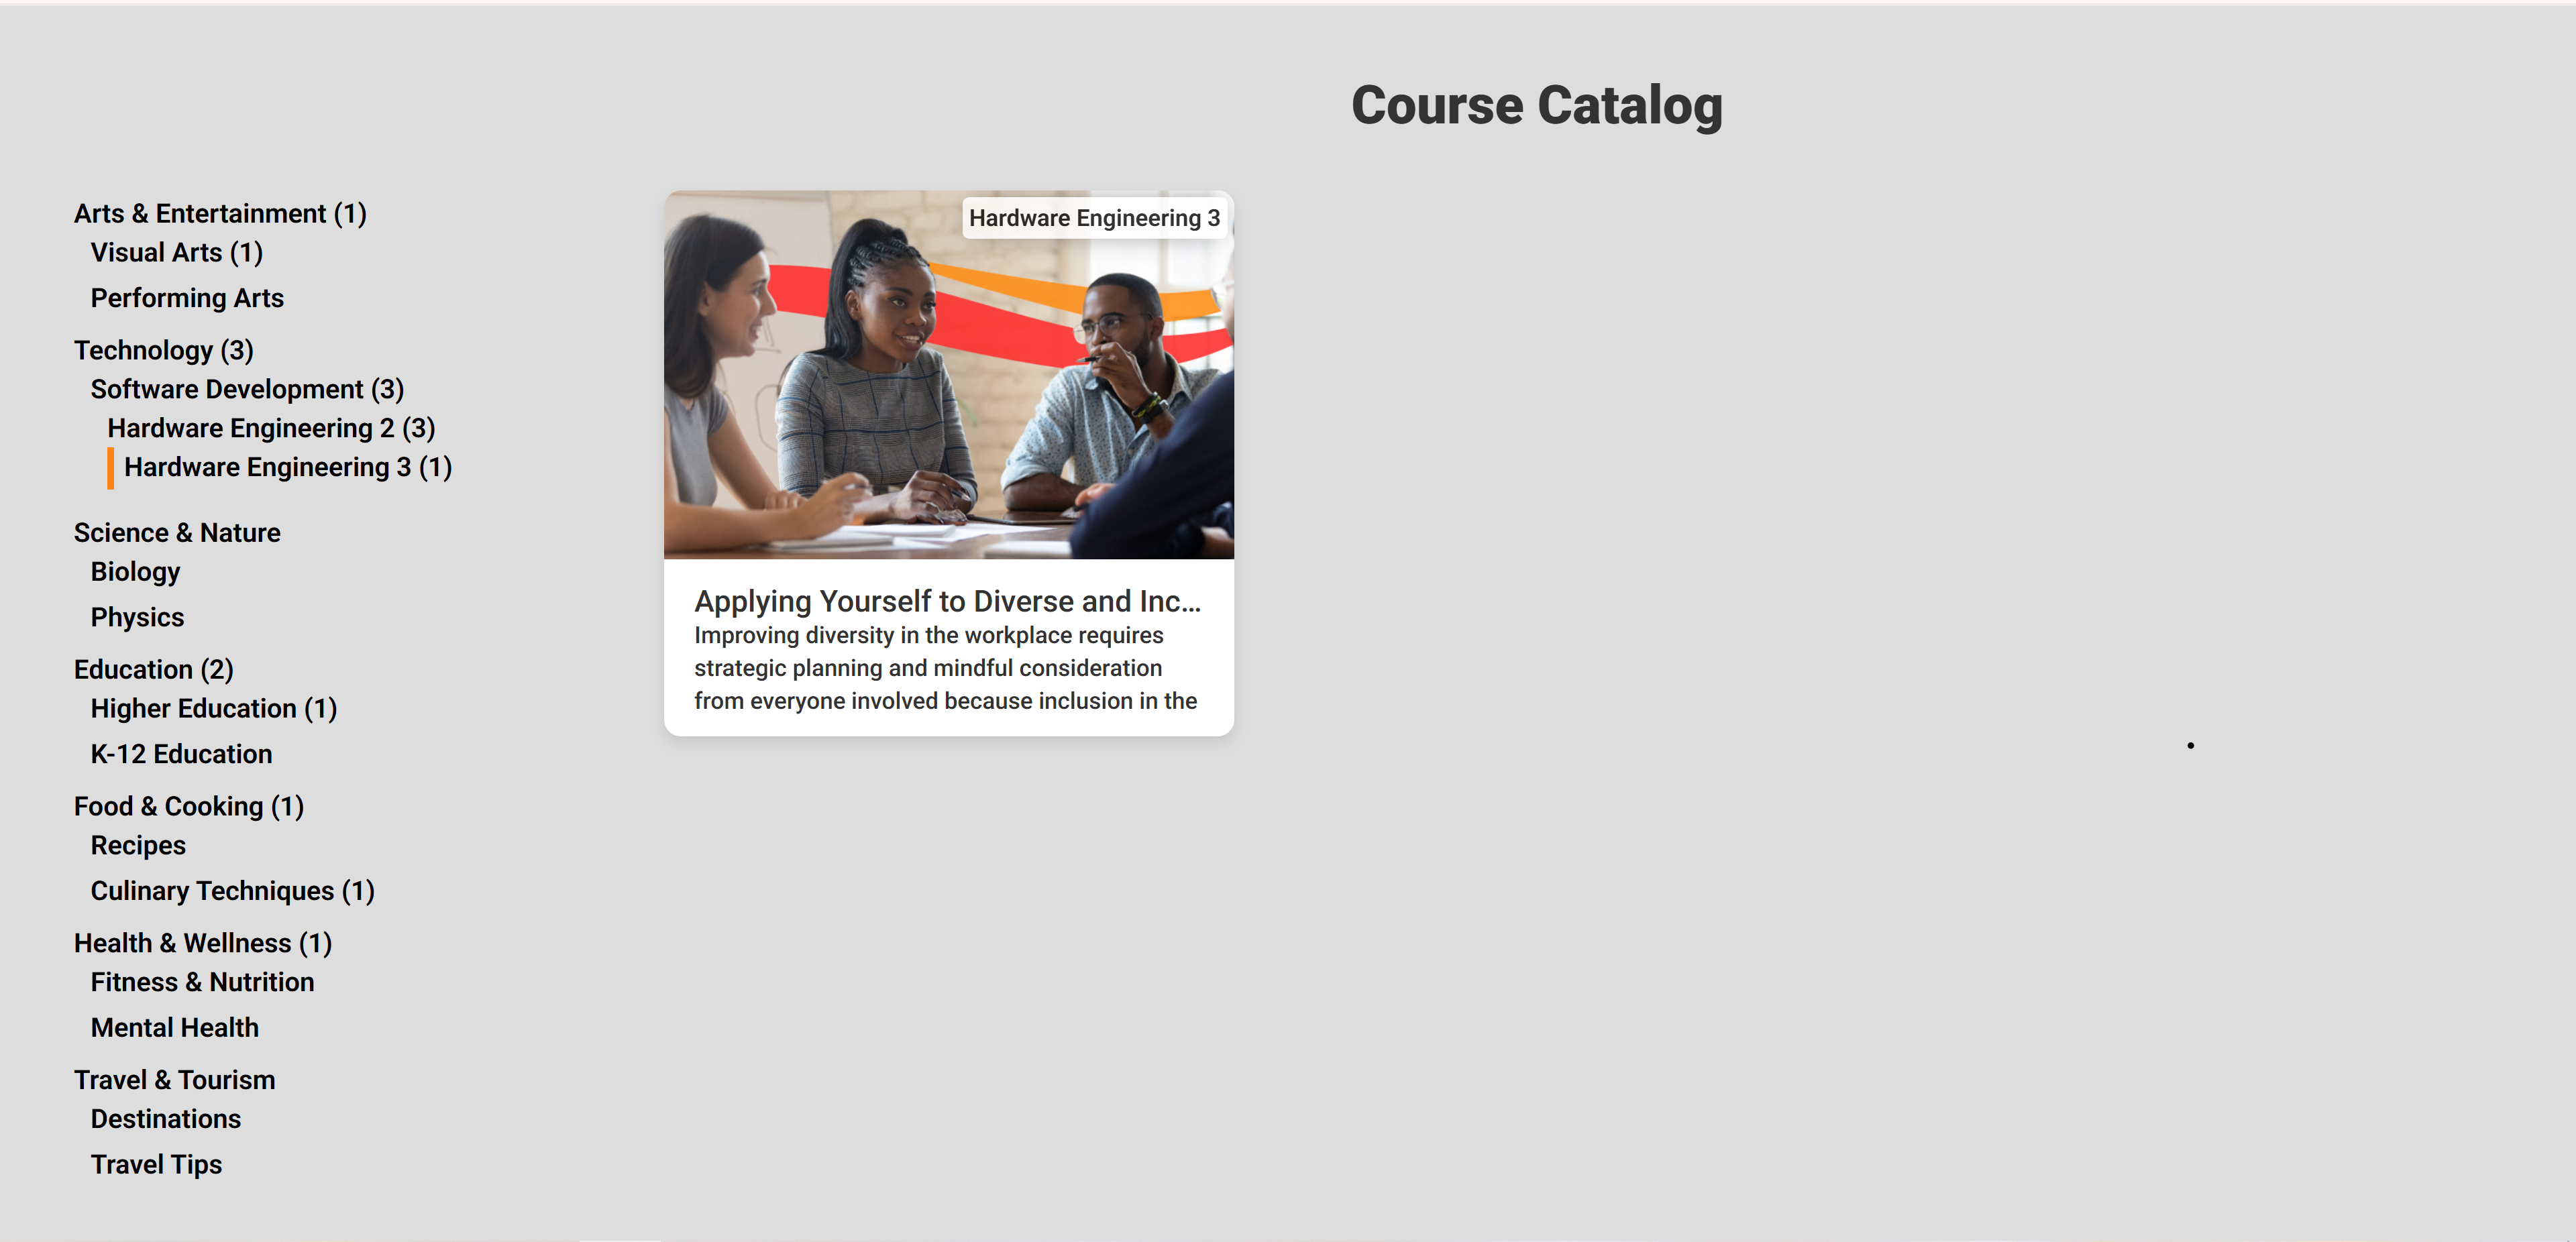 Course Catalog
Arts & Entertainment (1)
Visual Arts (1)
Performing Arts
Technology (3)
Software Development (3)
Hardware Engineering 2 (3)
Hardware Engineering 3 (1)
Science & Nature
Biology
Physics
Education (2)
Higher Education (1)
K-12 Education
Food & Cooking (1)
Recipes
Culinary Techniques (1)
Health & Wellness (1)
Fitness & Nutrition
Mental Health
Travel & Tourism
Destinations
Travel Tips
Hardware Engineering 3
Applying Yourself to Diverse and Inc...
Improving diversity in the workplace requires
strategic planning and mindful consideration
from everyone involved because inclusion in the